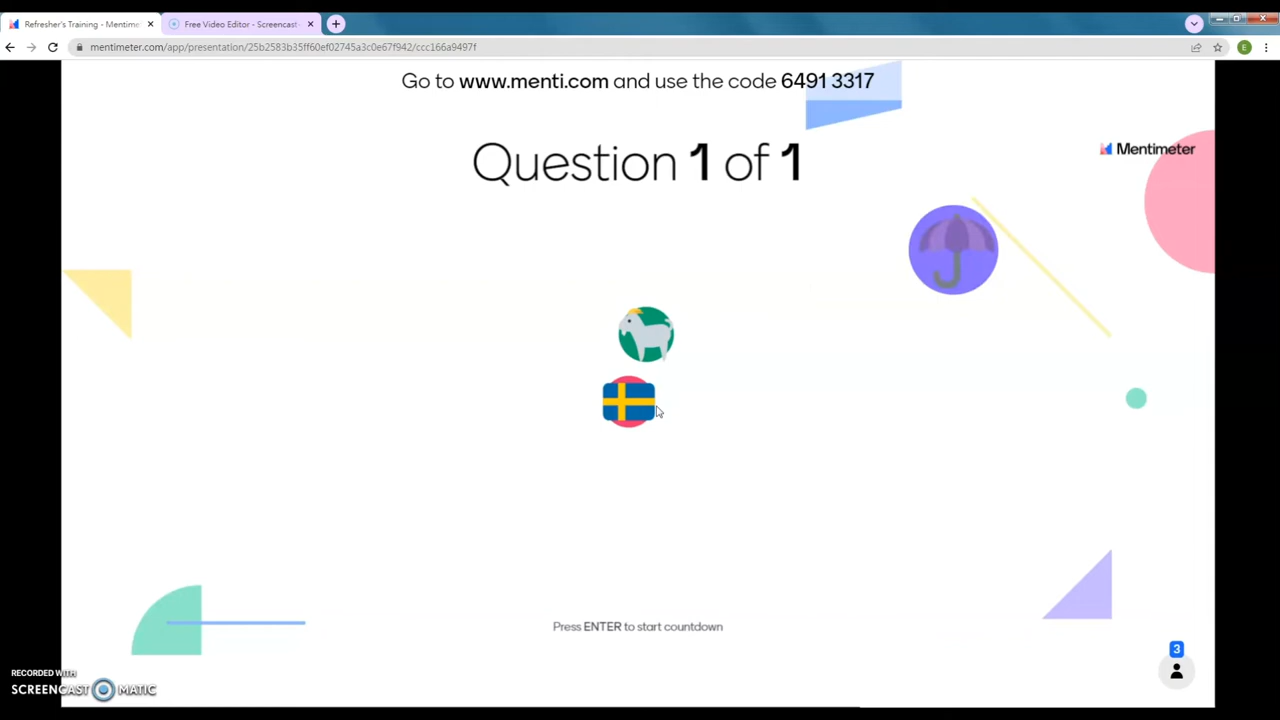 Refresher's Training - Mentime
Free Video Editor - Screencast-
mentimeter.com/app/presentation/25b2583b35ff60ef02745a3c0e67f942/ccc166a9497f
E
Go to www.menti.com and use the code 6491 3317
Question 1 of 1
Mentimeter
Press ENTER to start countdown
3
RECORDED WITH
SCREENCAST MATIC